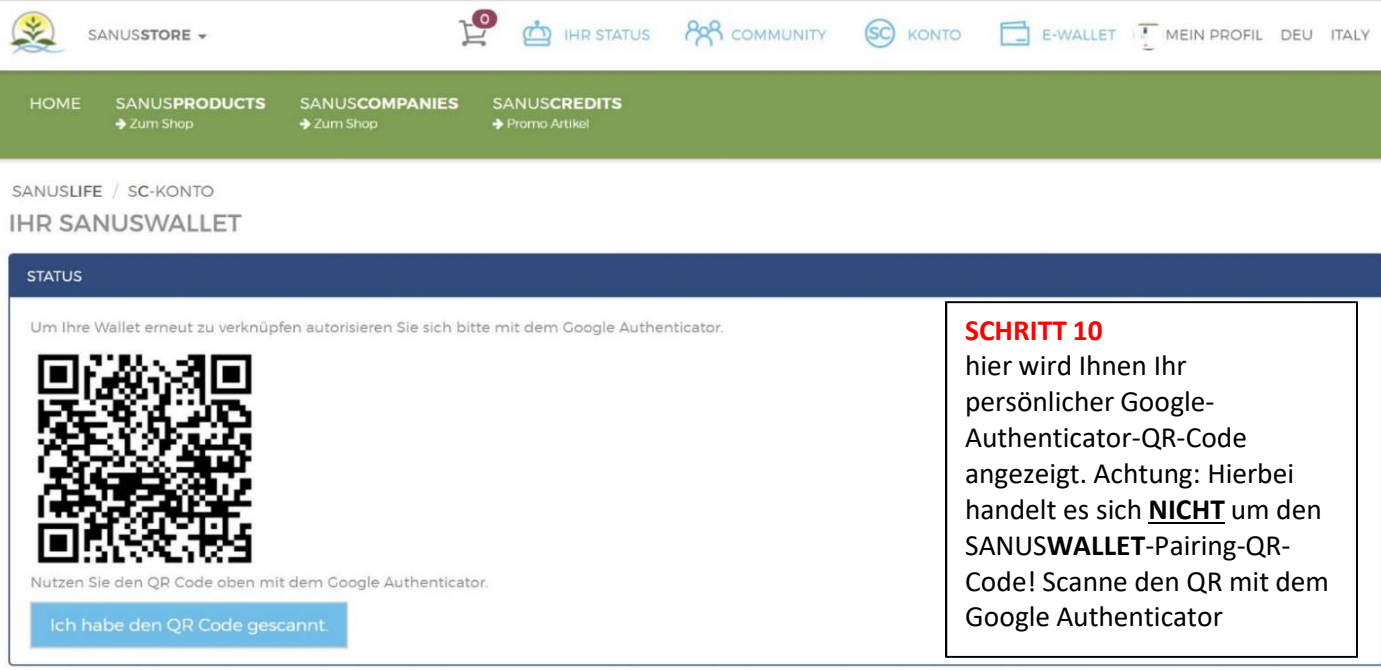 SANUSSTORE
0
IHR STATUS
COMMUNITY
SC KONTO
E-WALLET
MEIN PROFIL
DEU
ITALY
HOME
SANUSPRODUCTS
→ Zum Shop
SANUSCOMPANIES
→ Zum Shop
SANUSCREDITS
→ Promo Artikel
SANUSLIFE / SC-KONTO
IHR SANUSWALLET
STATUS
Um Ihre Wallet erneut zu verknüpfen autorisieren Sie sich bitte mit dem Google Authenticator.
Nutzen Sie den QR Code oben mit dem Google Authenticator.
Ich habe den QR Code gescannt.
SCHRITT 10
hier wird Ihnen Ihr
persönlicher Google-
Authenticator-QR-Code
angezeigt. Achtung: Hierbei
handelt es sich NICHT um den
SANUSWALLET-Pairing-QR-
Code! Scanne den QR mit dem
Google Authenticator